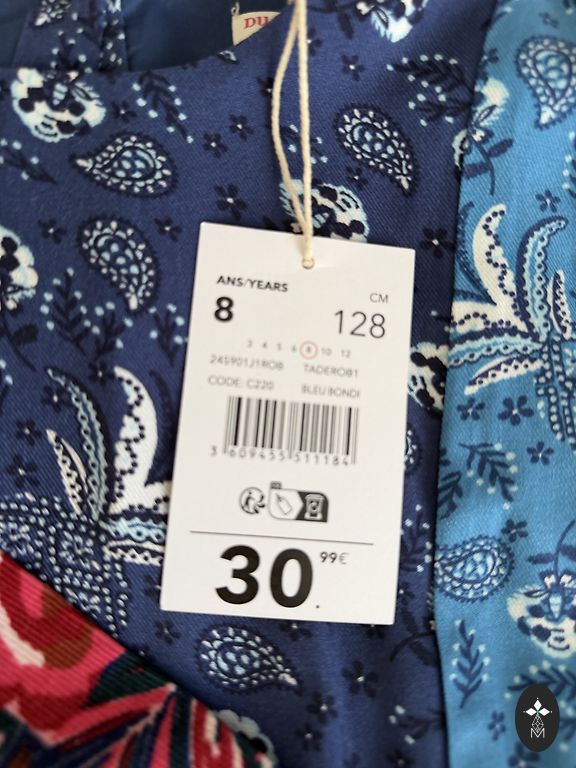 DU
ANS/YEARS
CM
8
128
3 4 5 6 8 10 12
24S901J1ROB TADEROB1
CODE: C220 BLEU BONDI
3 609455 511184
30 99€
M